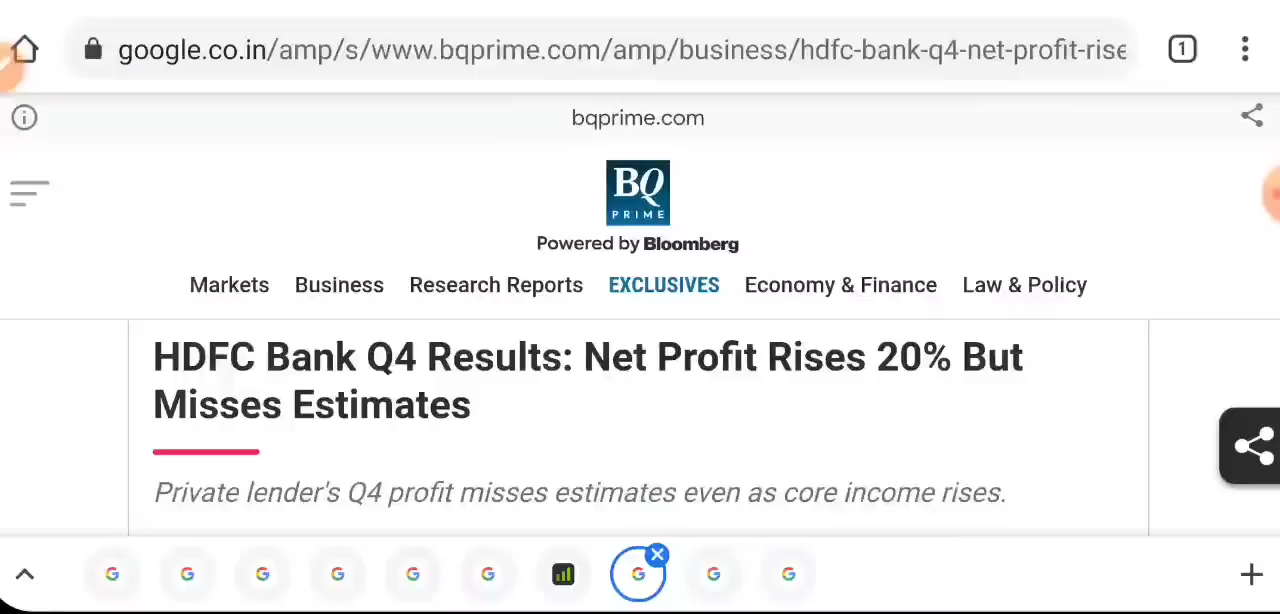 google.co.in/amp/s/www.bqprime.com/amp/business/hdfc-bank-q4-net-profit-rise
1
bqprime.com
BQ
PRIME
Powered by Bloomberg
Markets Business Research Reports EXCLUSIVES Economy & Finance Law & Policy
HDFC Bank Q4 Results: Net Profit Rises 20% But
Misses Estimates
Private lender's Q4 profit misses estimates even as core income rises.